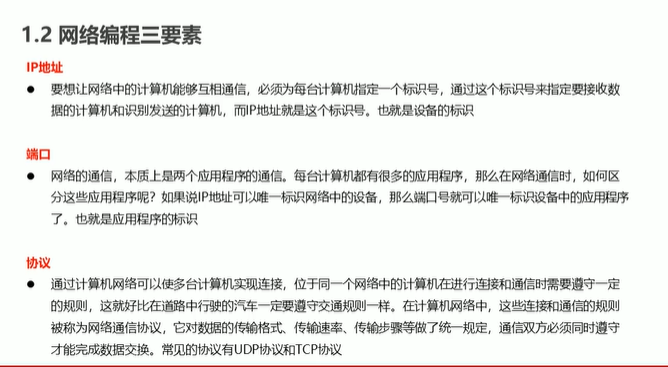 1.2 网络编程三要素
IP地址
● 要想让网络中的计算机能够互相通信，必须为每台计算机指定一个标识号，通过这个标识号来指定要接收数
据的计算机和识别发送的计算机，而IP地址就是这个标识号。也就是设备的标识
端口
● 网络的通信，本质上是两个应用程序的通信。每台计算机都有很多的应用程序，那么在网络通信时，如何区
分这些应用程序呢？如果说IP地址可以唯一标识网络中的设备，那么端口号就可以唯一标识设备中的应用程序
了。也就是应用程序的标识
协议
● 通过计算机网络可以使多台计算机实现连接，位于同一个网络中的计算机在进行连接和通信时需要遵守一定
的规则，这就好比在道路中行驶的汽车一定要遵守交通规则一样。在计算机网络中，这些连接和通信的规则
被称为网络通信协议，它对数据的传输格式、传输速率、传输步骤等做了统一规定，通信双方必须同时遵守
才能完成数据交换。常见的协议有UDP协议和TCP协议